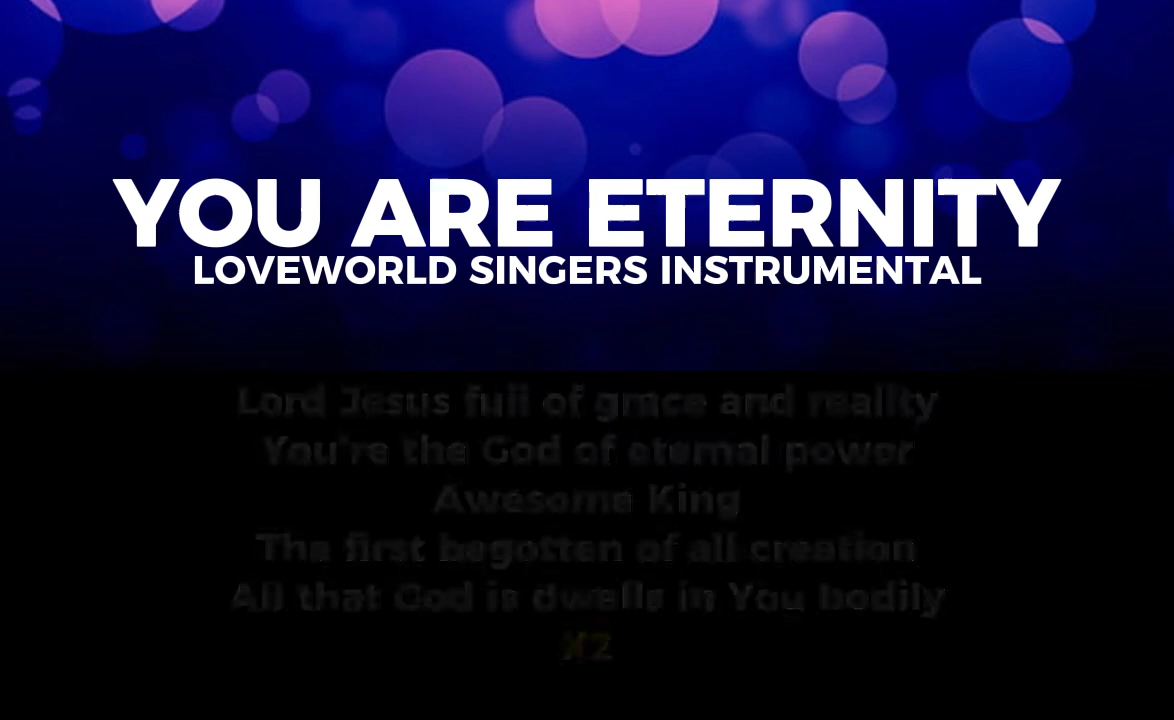 YOU ARE ETERNITY
LOVEWORLD SINGERS INSTRUMENTAL
Lord Jesus full of grace and reality
You're the God of eternal power
Awesome King
The first begotten of all creation
All that God is dwells in You bodily
X2